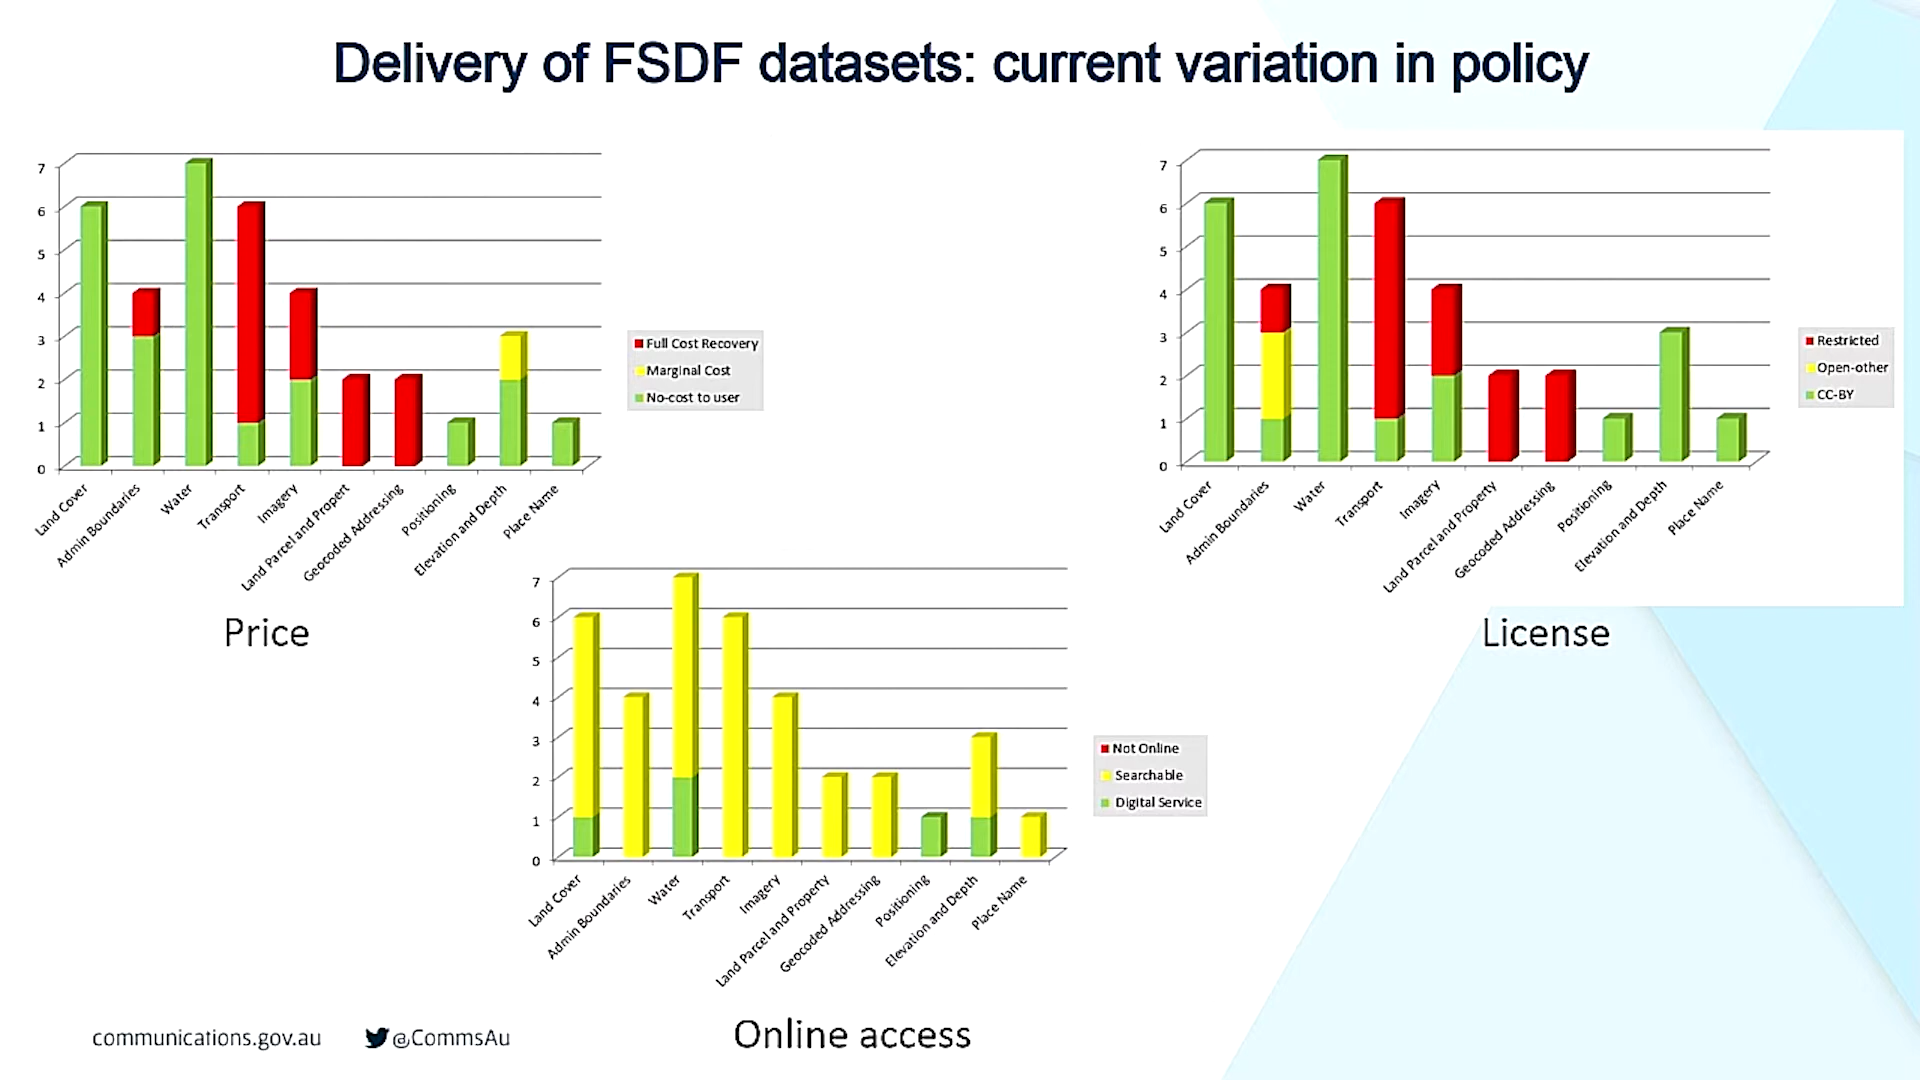 Delivery of FSDF datasets: current variation in policy
7
6
5
4
3
2
1
0
Land Cover
Admin Boundaries
Water
Transport
Imagery
Land Parcel and Propert
Geocoded Addressing
Positioning
Elevation and Depth
Place Name
Full Cost Recovery
Marginal Cost
No-cost to user
Price
7
6
5
4
3
2
1
0
Land Cover
Admin Boundaries
Water
Transport
Imagery
Land Parcel and Property
Geocoded Addressing
Positioning
Elevation and Depth
Place Name
Restricted
Open-other
CC-BY
License
7
6
5
4
3
2
1
0
Land Cover
Admin Boundaries
Water
Transport
Imagery
Land Parcel and Property
Geocoded Addressing
Positioning
Elevation and Depth
Place Name
Not Online
Searchable
Digital Service
Online access
communications.gov.au
@CommsAu